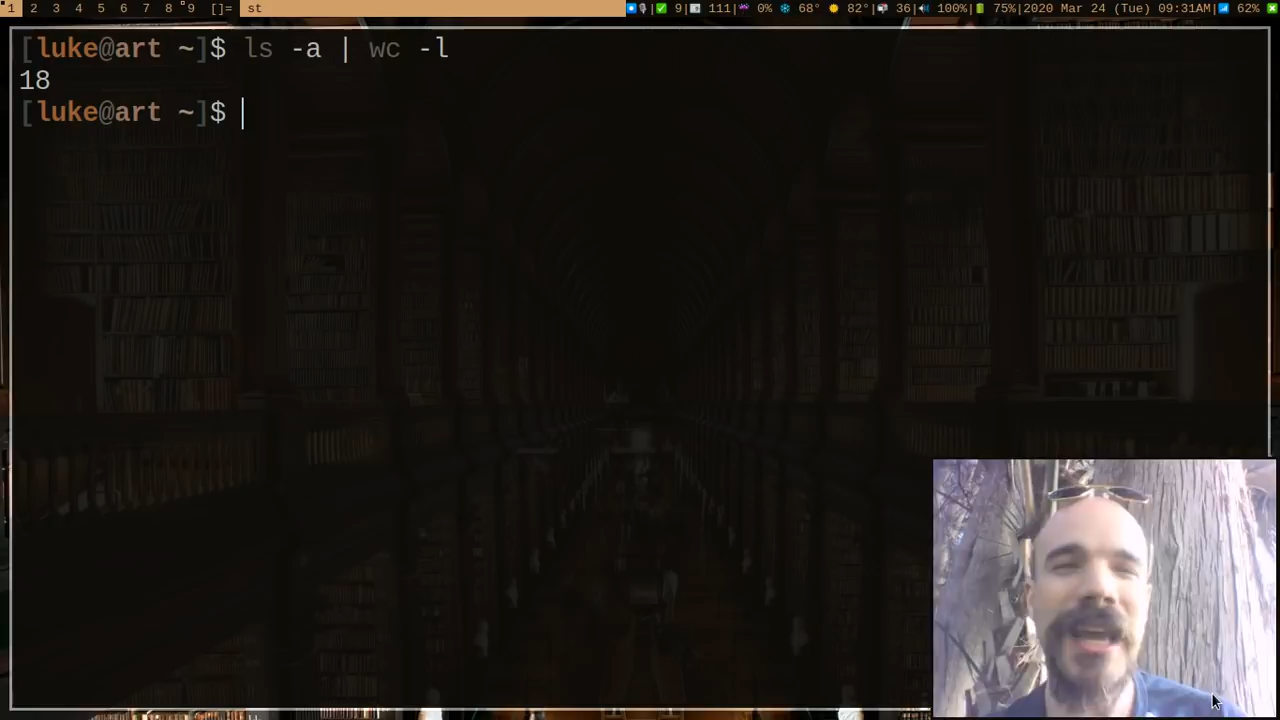 1 2 3 4 5 6 7 8 9 []= st 9| 111| 0% 68° 82°| 36| 100%| 75%|2020 Mar 24 (Tue) 09:31AM| 62%
[luke@art ~]$ ls -a | wc -l
18
[luke@art ~]$